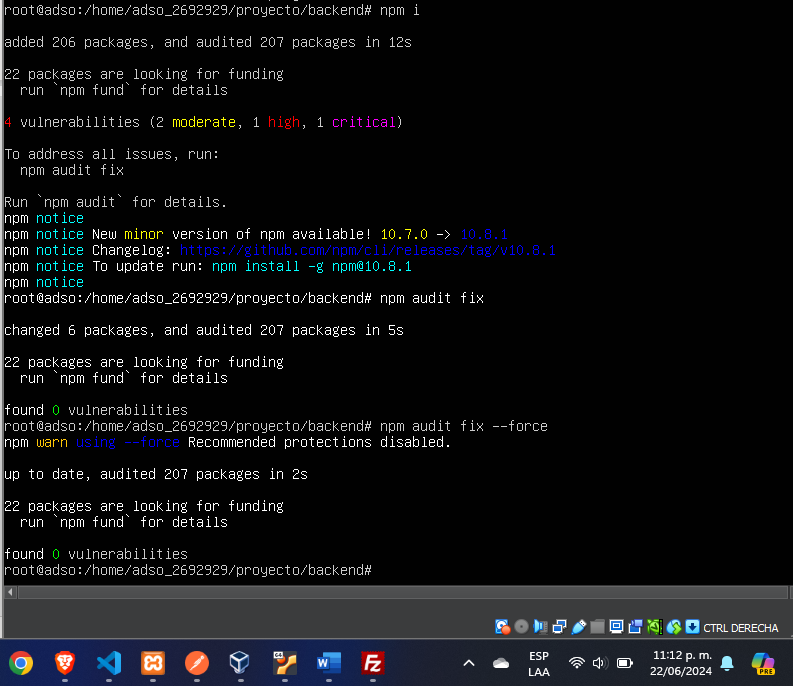 root@adso:/home/adso_2692929/proyecto/backend# npm i
added 206 packages, and audited 207 packages in 12s
22 packages are looking for funding
run `npm fund` for details
4 vulnerabilities (2 moderate, 1 high, 1 critical)
To address all issues, run:
npm audit fix
Run `npm audit` for details.
npm notice
npm notice New minor version of npm available! 10.7.0 -> 10.8.1
npm notice Changelog: https://github.com/npm/cli/releases/tag/v10.8.1
npm notice To update run: npm install -g npm@10.8.1
npm notice
root@adso:/home/adso_2692929/proyecto/backend# npm audit fix
changed 6 packages, and audited 207 packages in 5s
22 packages are looking for funding
run `npm fund` for details
found 0 vulnerabilities
root@adso:/home/adso_2692929/proyecto/backend# npm audit fix --force
npm warn using --force Recommended protections disabled.
up to date, audited 207 packages in 2s
22 packages are looking for funding
run `npm fund` for details
found 0 vulnerabilities
root@adso:/home/adso_2692929/proyecto/backend#
CTRL DERECHA
ESP
LAA
11:12 p. m.
22/06/2024
PRE